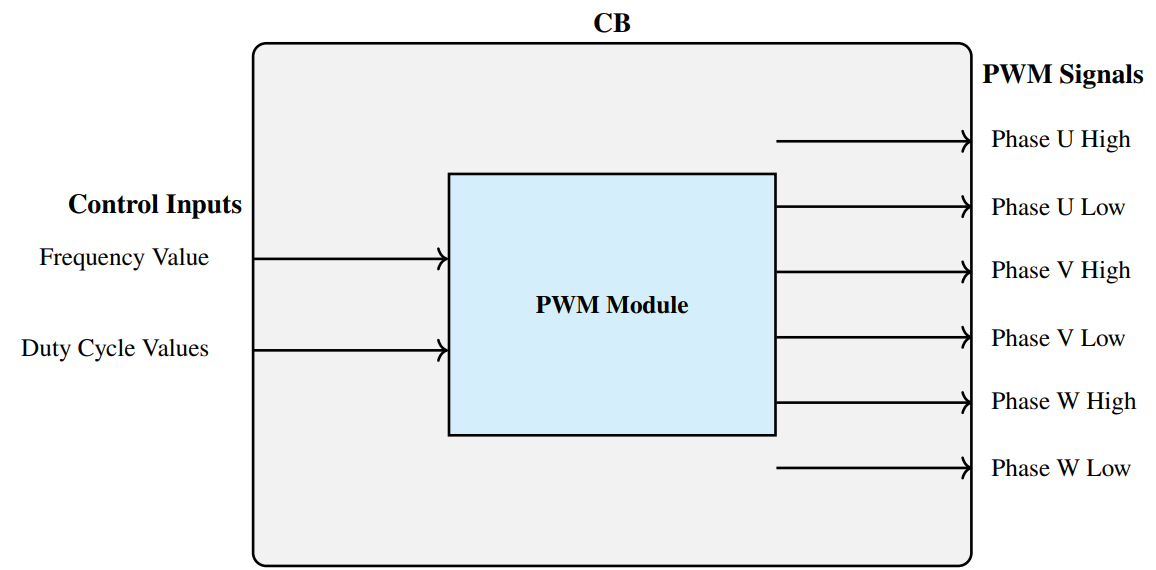 CB
Control Inputs
Frequency Value
Duty Cycle Values
PWM Module
PWM Signals
Phase U High
Phase U Low
Phase V High
Phase V Low
Phase W High
Phase W Low